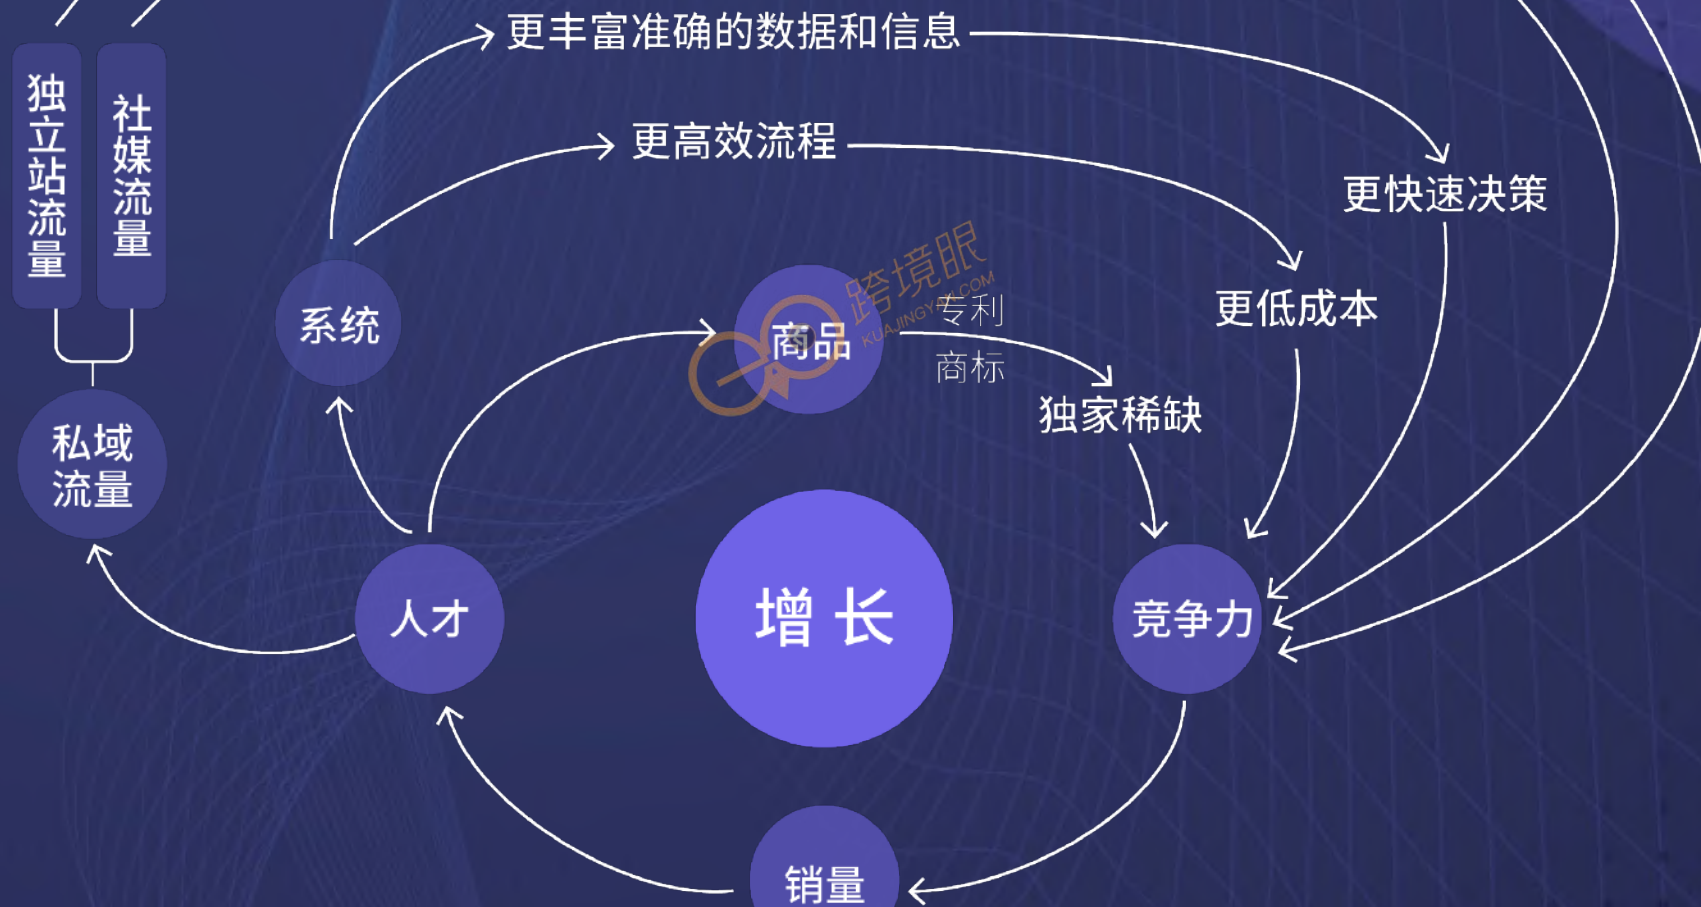 更丰富准确的数据和信息
独立站流量
社媒流量
更高效流程
更快速决策
跨境眼
KUAJINGYAN.COM
系统
商品
专利
商标
更低成本
独家稀缺
私域
流量
人才
增长
竞争力
销量